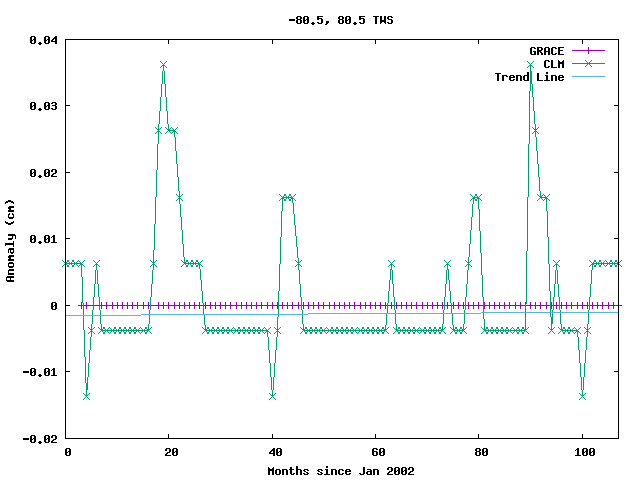 -80.5, 80.5 TWS
0.04
0.03
0.02
0.01
0
-0.01
-0.02
Anomaly (cm)
GRACE
CLM
Trend Line
0 20 40 60 80 100
Months since Jan 2002